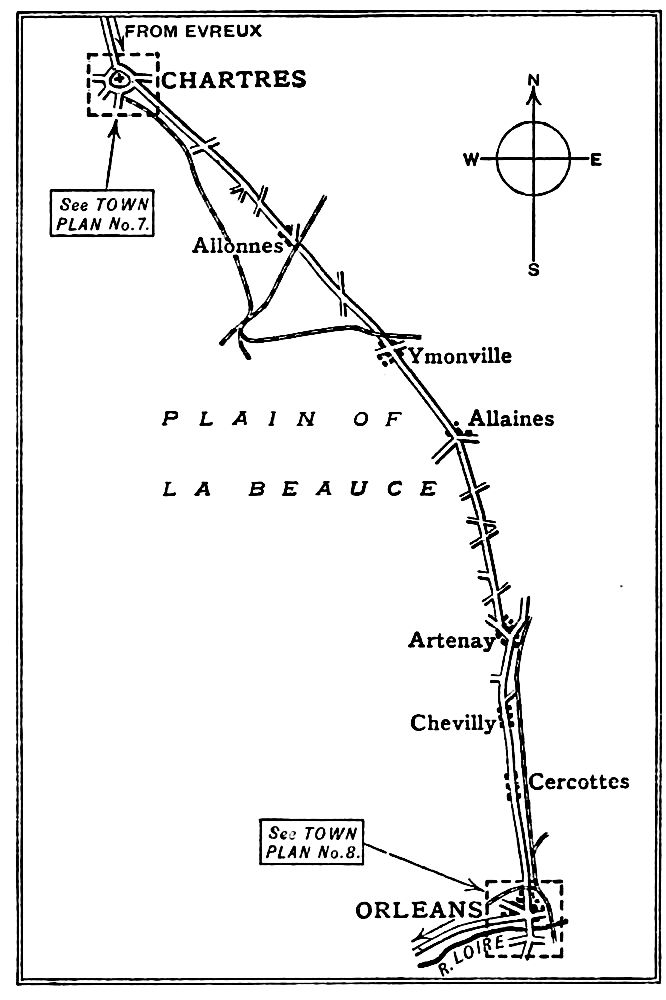 FROM EVREUX
CHARTRES
N
W E
S
See TOWN
PLAN No.7.
Allonnes
Ymonville
PLAIN OF
Allaines
LA BEAUCE
Artenay
Chevilly
Cercottes
See TOWN
PLAN No.8.
ORLEANS
R. LOIRE